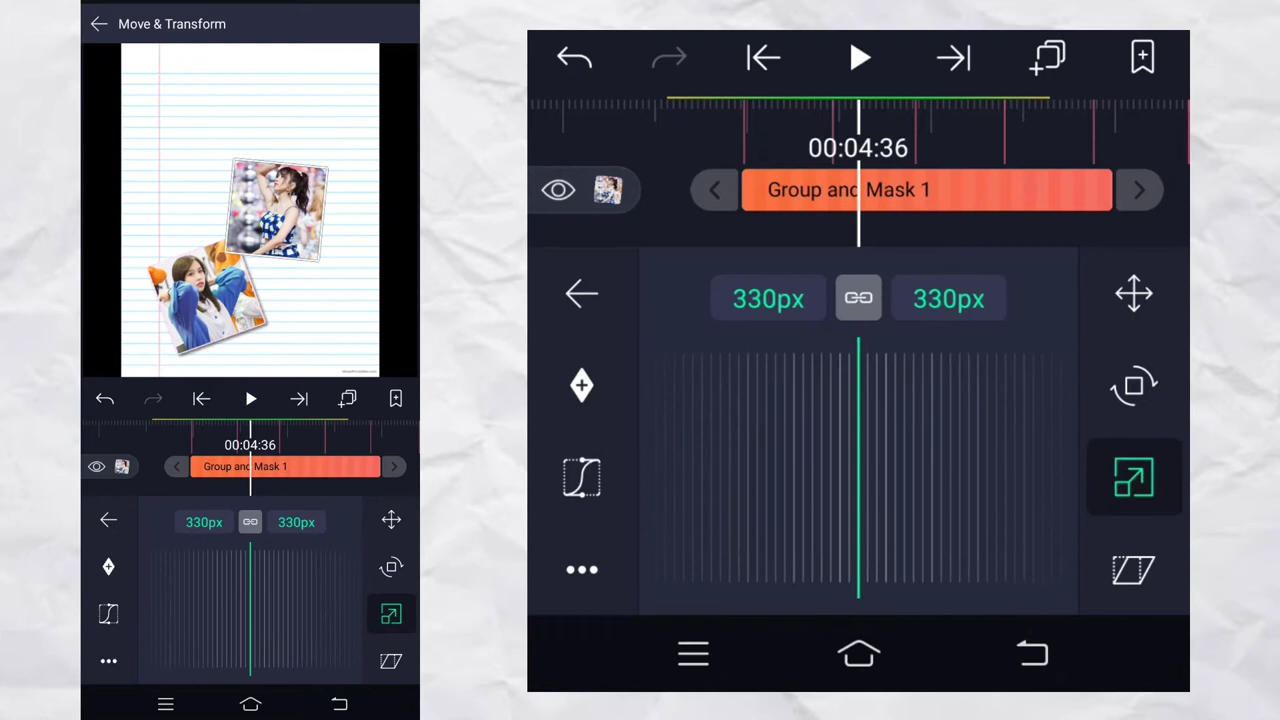 Move & Transform
00:04:36
Group and Mask 1
330px 330px
00:04:36
Group and Mask 1
330px 330px